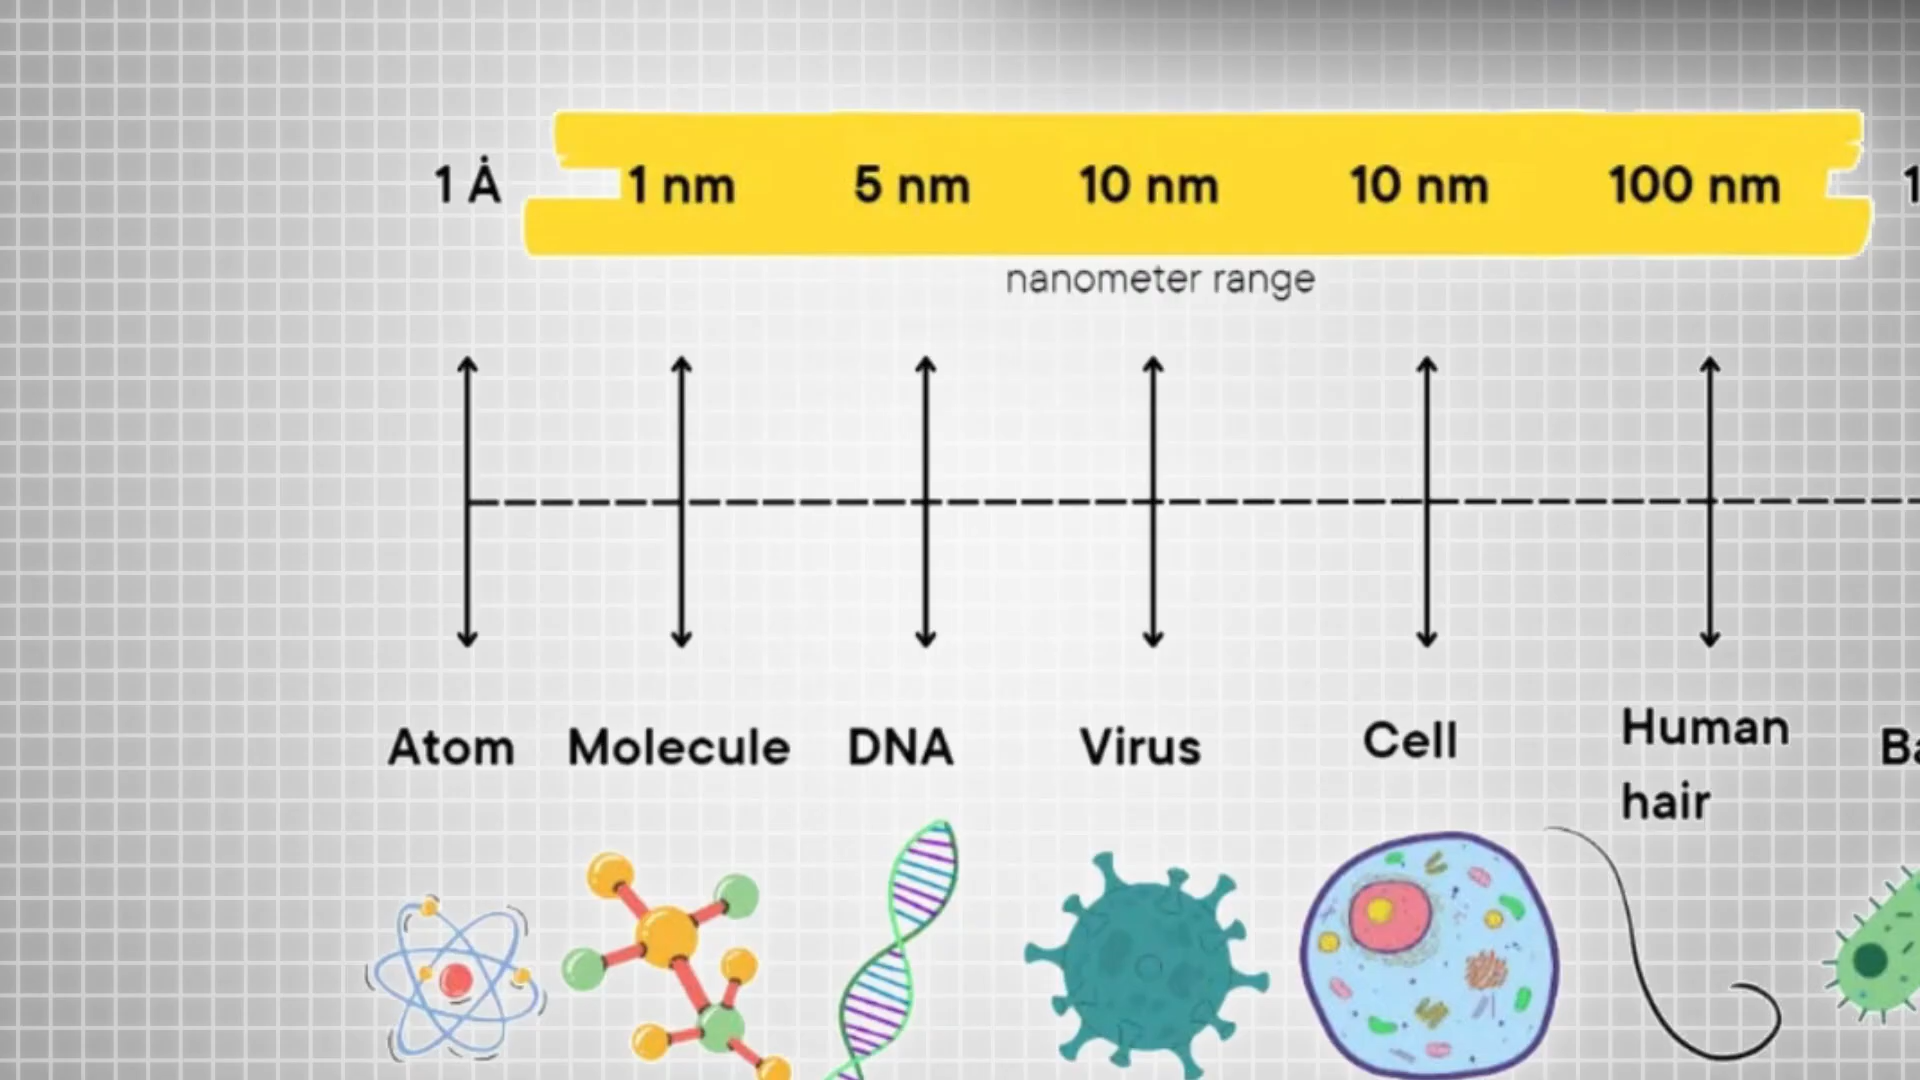 1 Å 1 nm 5 nm 10 nm 10 nm 100 nm
nanometer range
Atom Molecule DNA Virus Cell Human
hair